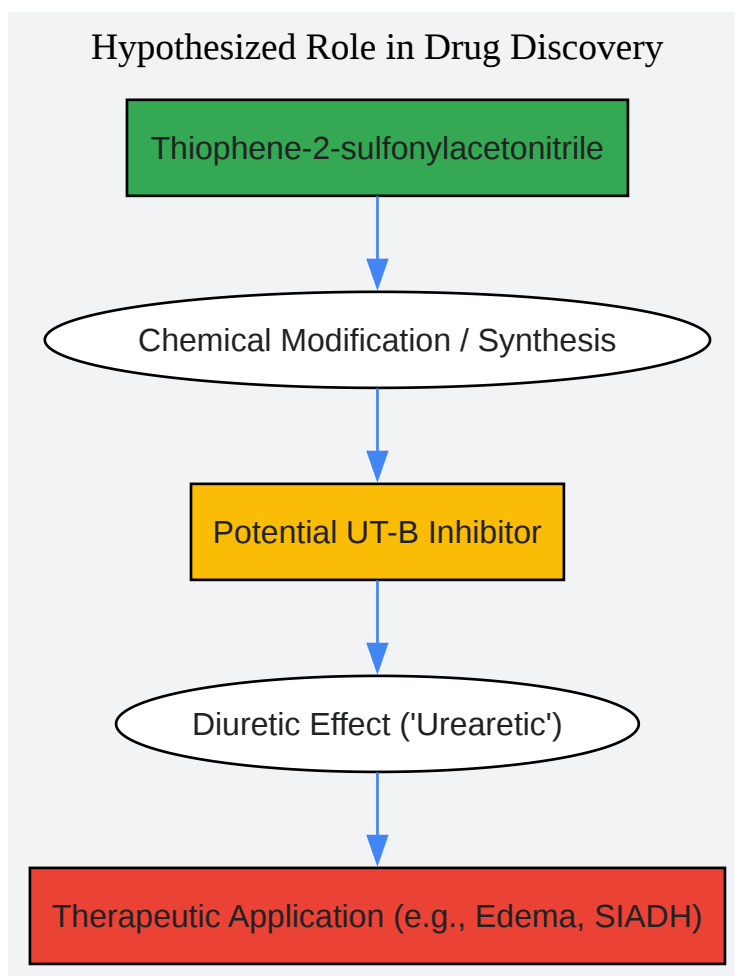 Hypothesized Role in Drug Discovery
Thiophene-2-sulfonylacetonitrile
Chemical Modification / Synthesis
Potential UT-B Inhibitor
Diuretic Effect ('Urearetic')
Therapeutic Application (e.g., Edema, SIADH)